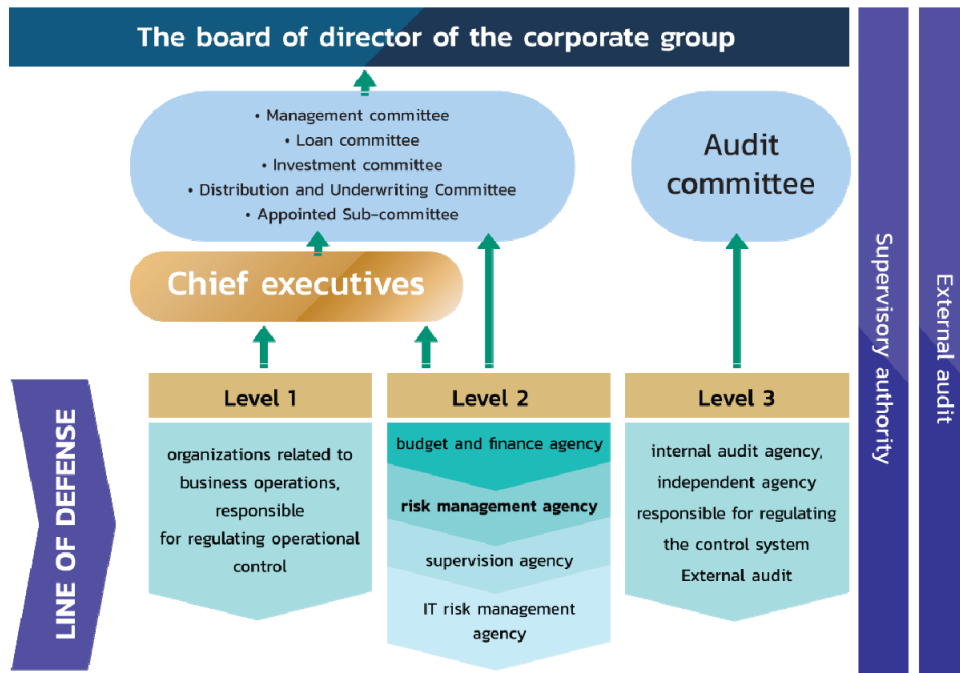 The board of director of the corporate group
• Management committee
• Loan committee
• Investment committee
• Distribution and Underwriting Committee
• Appointed Sub-committee
Audit
committee
Chief executives
LINE OF DEFENSE
Level 1
organizations related to
business operations,
responsible
for regulating operational
control
Level 2
budget and finance agency
risk management agency
supervision agency
IT risk management
agency
Level 3
internal audit agency,
independent agency
responsible for regulating
the control system
External audit
Supervisory authority
External audit